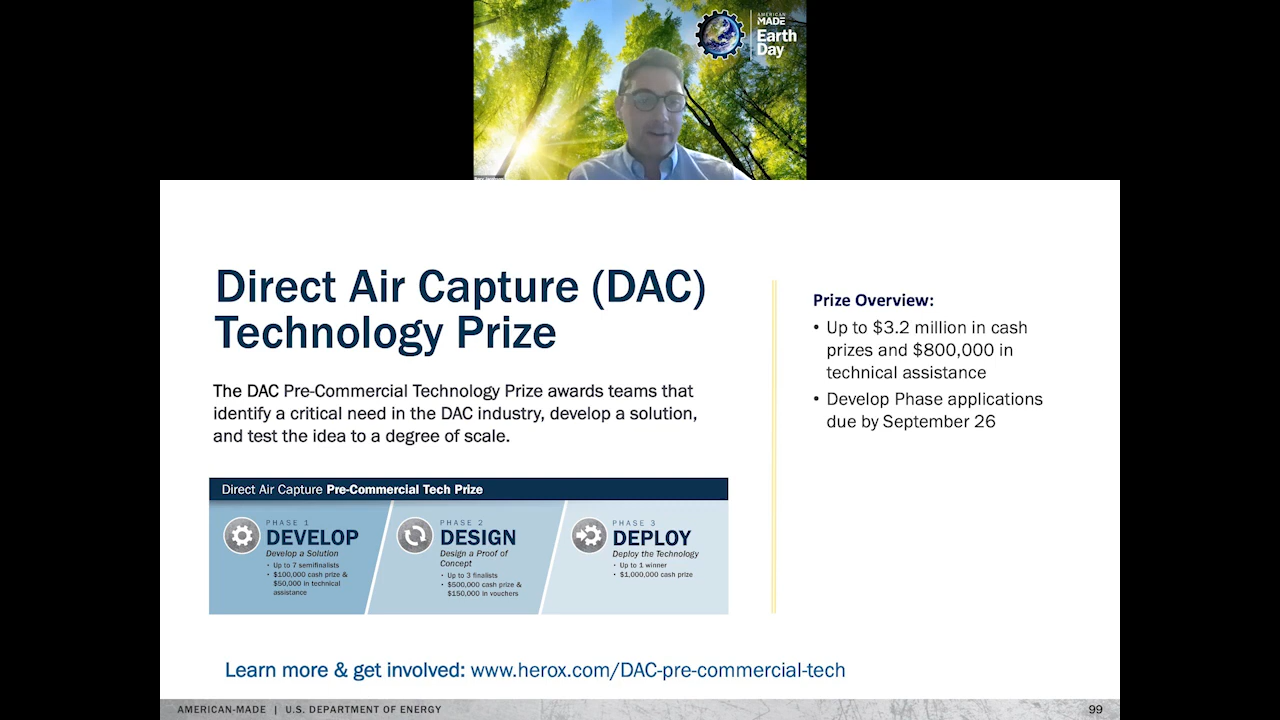 AMERICAN
MADE
Earth
Day
Direct Air Capture (DAC)
Technology Prize
The DAC Pre-Commercial Technology Prize awards teams that
identify a critical need in the DAC industry, develop a solution,
and test the idea to a degree of scale.
Direct Air Capture Pre-Commercial Tech Prize
PHASE 1
DEVELOP
Develop a Solution
• Up to 7 semifinalists
• $100,000 cash prize &
$50,000 in technical
assistance
PHASE 2
DESIGN
Design a Proof of
Concept
• Up to 3 finalists
• $500,000 cash prize &
$150,000 in vouchers
PHASE 3
DEPLOY
Deploy the Technology
• Up to 1 winner
• $1,000,000 cash prize
Prize Overview:
• Up to $3.2 million in cash
prizes and $800,000 in
technical assistance
• Develop Phase applications
due by September 26
Learn more & get involved: www.herox.com/DAC-pre-commercial-tech
AMERICAN-MADE | U.S. DEPARTMENT OF ENERGY
99